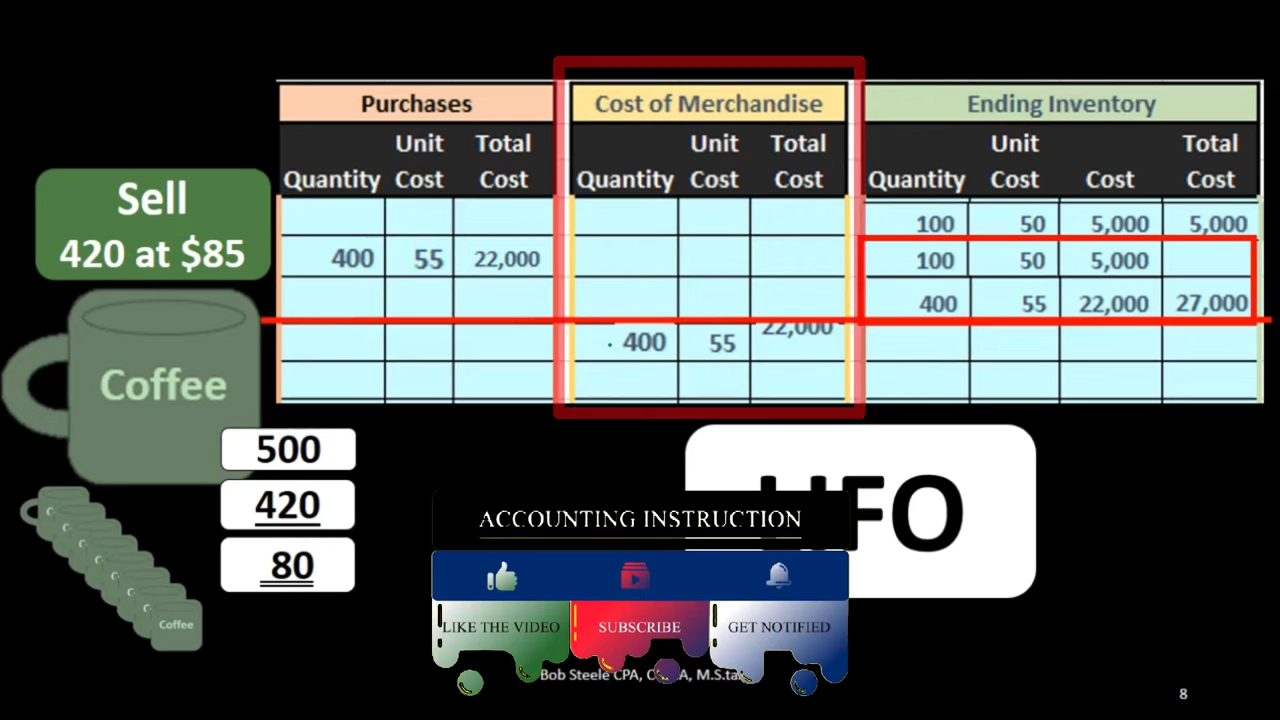 Purchases Cost of Merchandise Ending Inventory
Unit Total Unit Total Unit Total
Quantity Cost Cost Quantity Cost Cost Quantity Cost Cost Cost
100 50 5,000 5,000
400 55 22,000 100 50 5,000
400 55 22,000 27,000
400 55 22,000
Sell
420 at $85
Coffee
500
420
80
Coffee
ACCOUNTING INSTRUCTION
LIKE THE VIDEO SUBSCRIBE GET NOTIFIED
Bob Steele CPA,
8